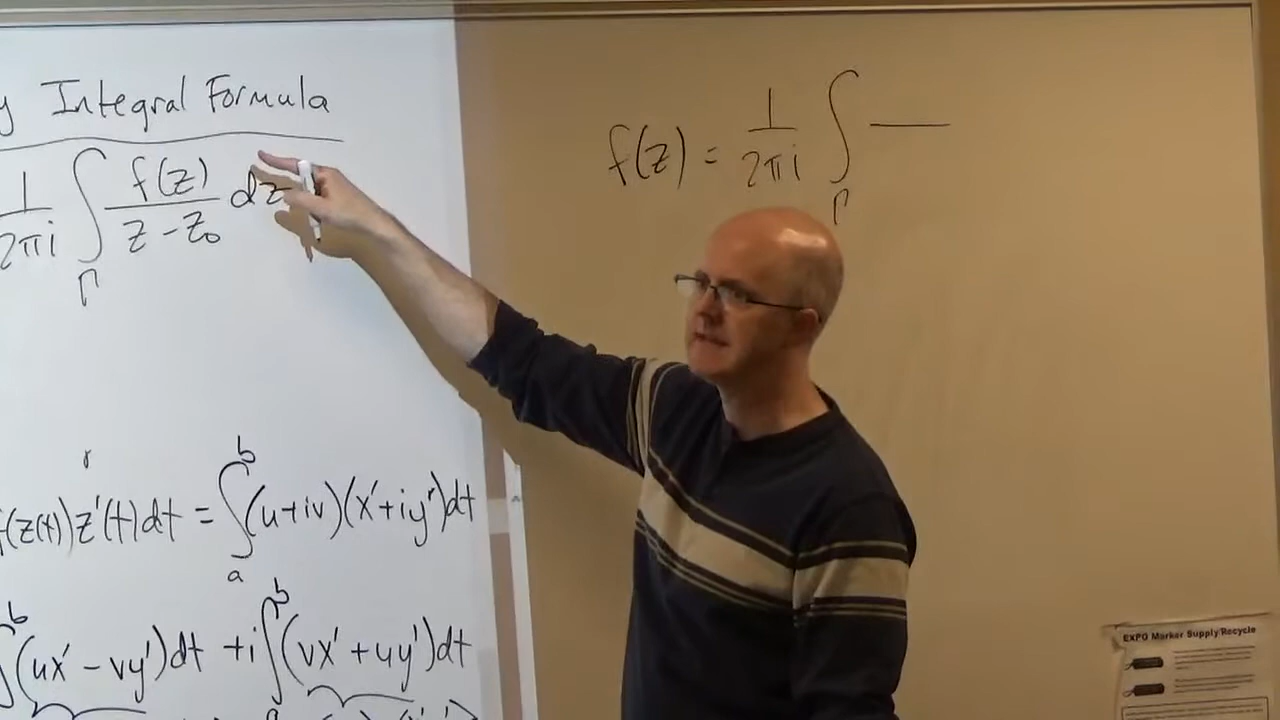 y Integral Formula
1/2πi ∫_Γ f(z)/(z - z₀) dz
f(z) = 1/2πi ∫_Γ
f(z(t))z'(t)dt = ∫_a^b (u+iv)(x'+iy')dt
∫^b (ux' - vy')dt + i∫_a^b (vx' + uy')dt
EXPO Marker Supply Recycle